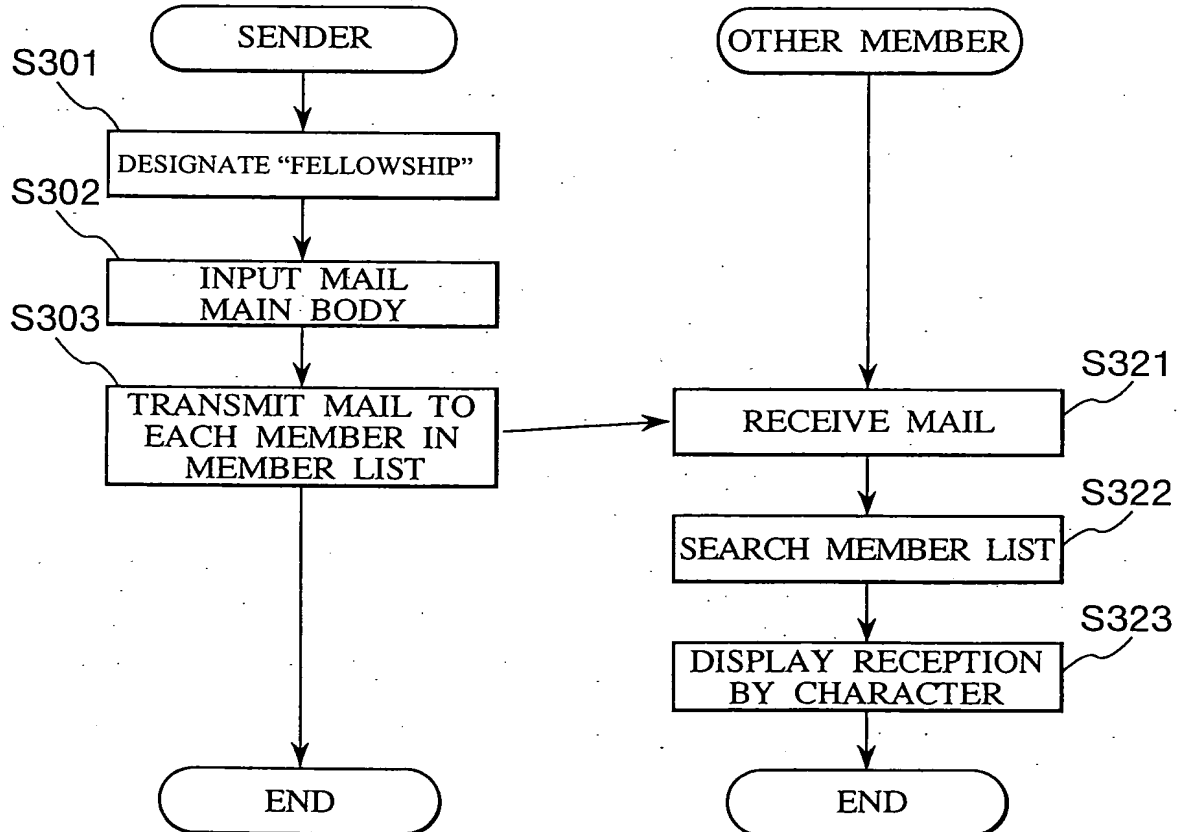 SENDER
OTHER MEMBER
S301
DESIGNATE “FELLOWSHIP”
S302
INPUT MAIL
MAIN BODY
S303
TRANSMIT MAIL TO
EACH MEMBER IN
MEMBER LIST
S321
RECEIVE MAIL
S322
SEARCH MEMBER LIST
S323
DISPLAY RECEPTION
BY CHARACTER
END
END